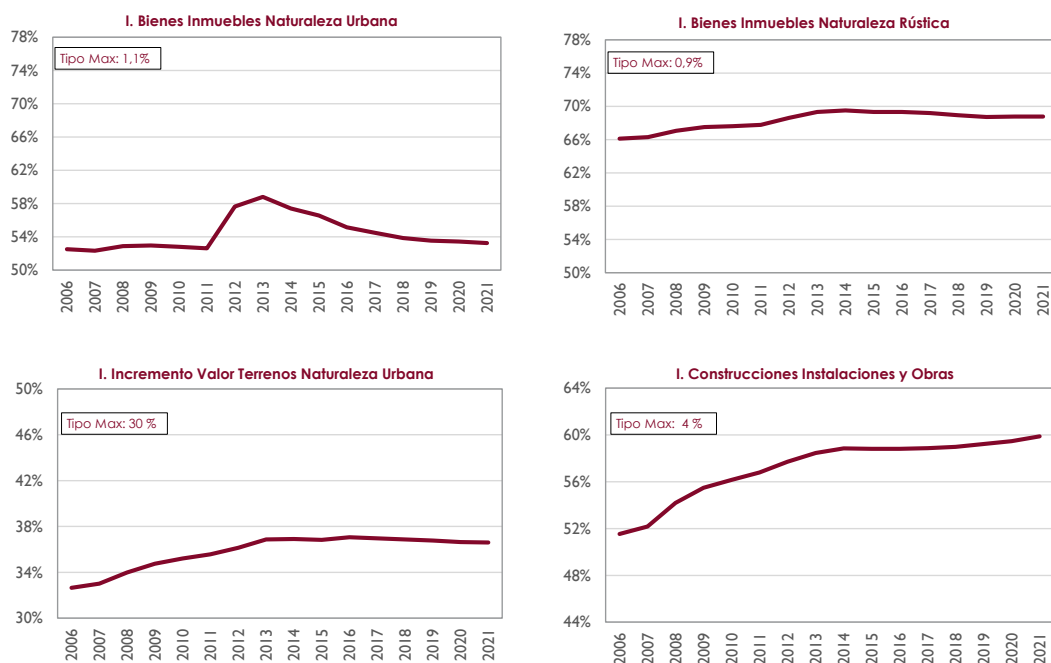 I. Bienes Inmuebles Naturaleza Urbana
78%
74%
70%
66%
62%
58%
54%
50%
Tipo Max: 1,1%
2006 2007 2008 2009 2010 2011 2012 2013 2014 2015 2016 2017 2018 2019 2020 2021
I. Bienes Inmuebles Naturaleza Rústica
78%
74%
70%
66%
62%
58%
54%
50%
Tipo Max: 0,9%
2006 2007 2008 2009 2010 2011 2012 2013 2014 2015 2016 2017 2018 2019 2020 2021
I. Incremento Valor Terrenos Naturaleza Urbana
50%
46%
42%
38%
34%
30%
Tipo Max: 30 %
2006 2007 2008 2009 2010 2011 2012 2013 2014 2015 2016 2017 2018 2019 2020 2021
I. Construcciones Instalaciones y Obras
64%
60%
56%
52%
48%
44%
Tipo Max: 4 %
2006 2007 2008 2009 2010 2011 2012 2013 2014 2015 2016 2017 2018 2019 2020 2021